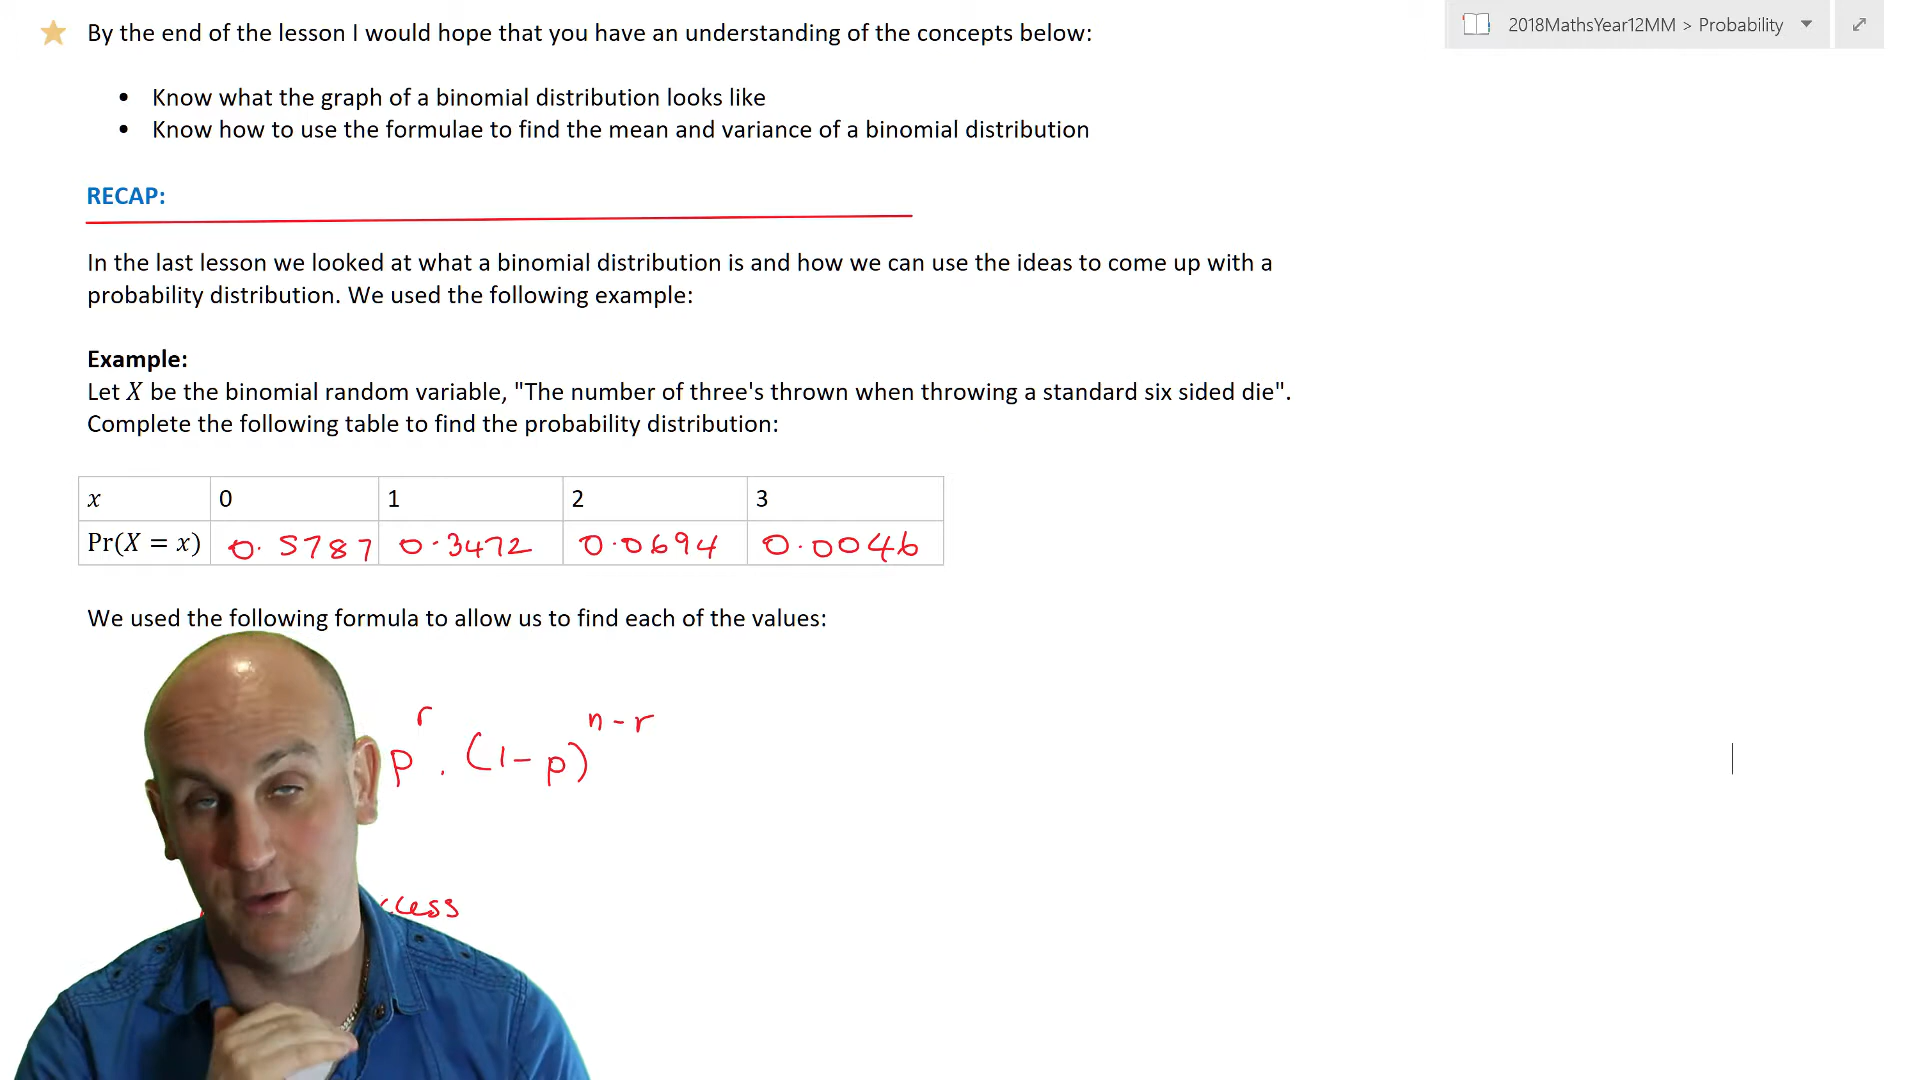 By the end of the lesson I would hope that you have an understanding of the concepts below:
2018MathsYear12MM > Probability
• Know what the graph of a binomial distribution looks like
• Know how to use the formulae to find the mean and variance of a binomial distribution
RECAP:
In the last lesson we looked at what a binomial distribution is and how we can use the ideas to come up with a
probability distribution. We used the following example:
Example:
Let X be the binomial random variable, "The number of three's thrown when throwing a standard six sided die".
Complete the following table to find the probability distribution:
x 0 1 2 3
Pr(X = x) 0.5787 0.3472 0.0694 0.0046
We used the following formula to allow us to find each of the values:
p^r . (1-p)^n-r
ccess